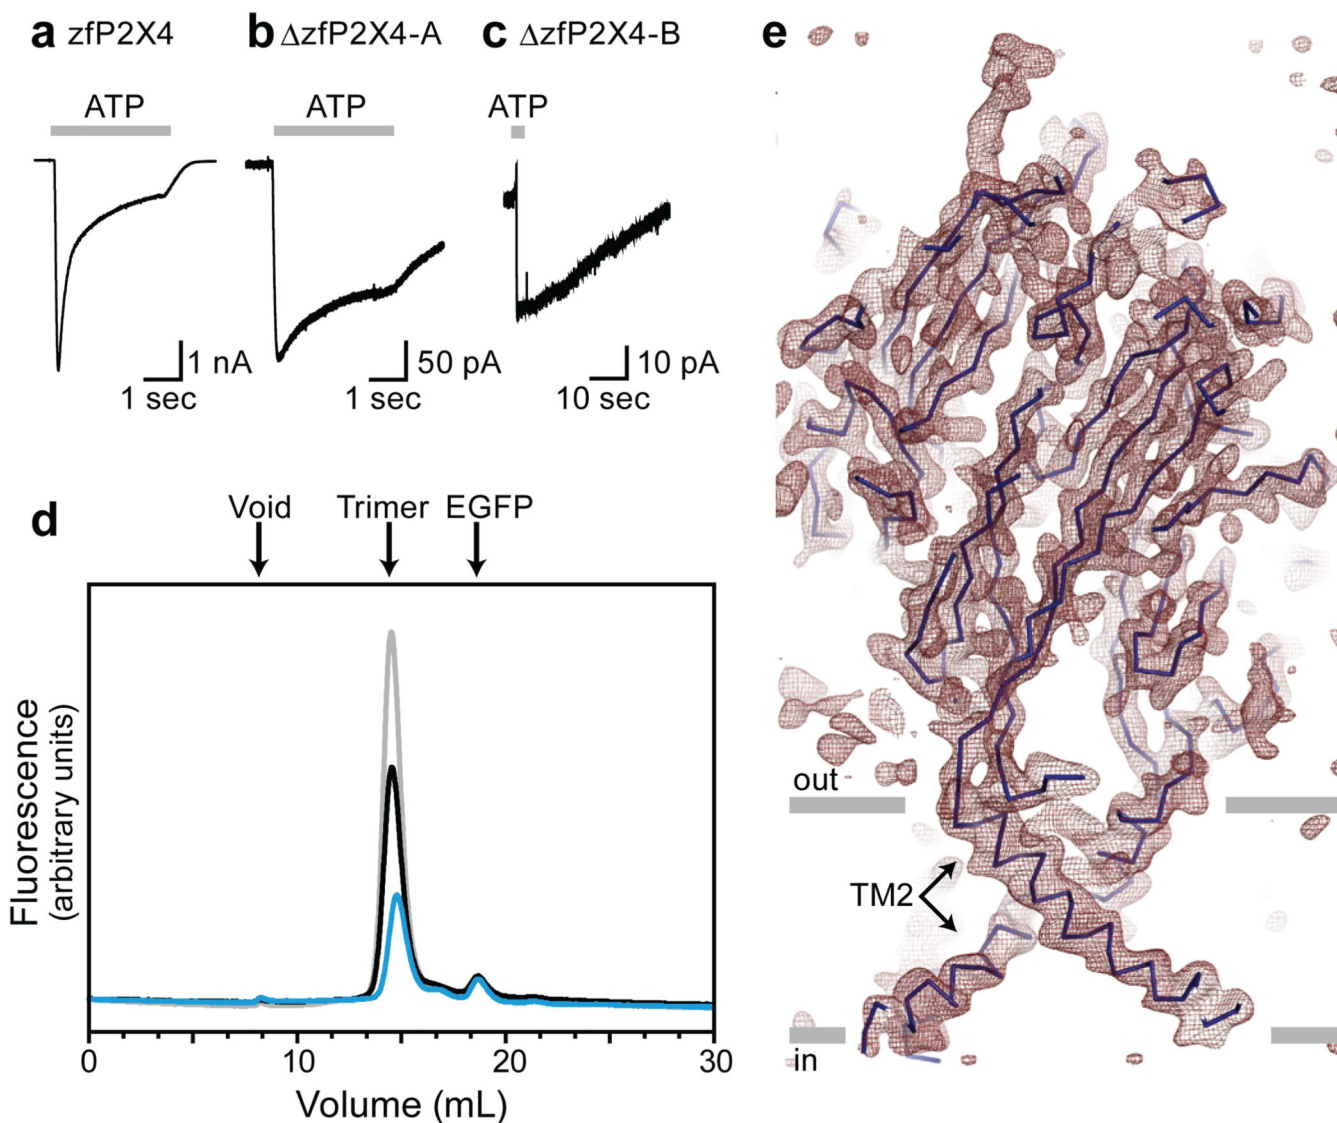 a zfP2X4
b ΔzfP2X4-A
c ΔzfP2X4-B
ATP
ATP
ATP
1 nA
1 sec
50 pA
1 sec
10 pA
10 sec
d
Void
Trimer
EGFP
Fluorescence
(arbitrary units)
0
10
20
30
Volume (mL)
e
out
TM2
in